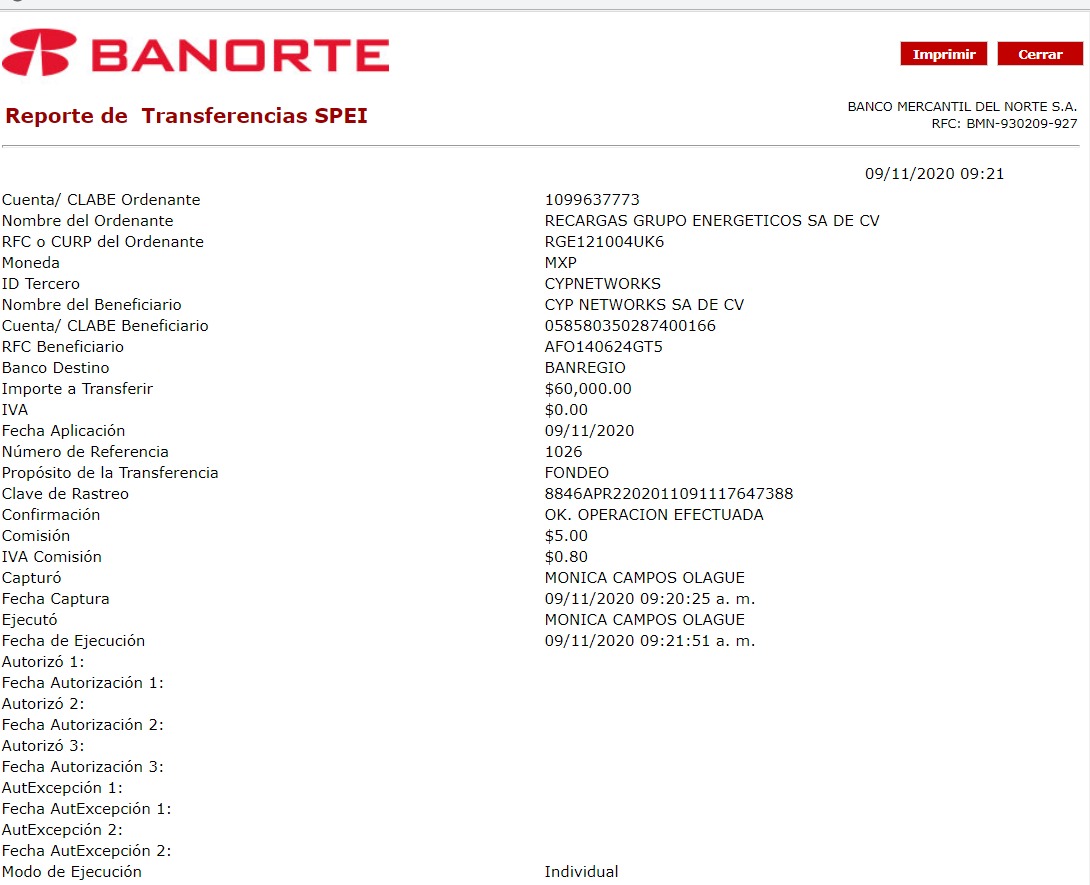 BANORTE
Imprimir Cerrar
Reporte de Transferencias SPEI
BANCO MERCANTIL DEL NORTE S.A.
RFC: BMN-930209-927
09/11/2020 09:21
Cuenta/ CLABE Ordenante 1099637773
Nombre del Ordenante RECARGAS GRUPO ENERGETICOS SA DE CV
RFC o CURP del Ordenante RGE121004UK6
Moneda MXP
ID Tercero CYPNETWORKS
Nombre del Beneficiario CYP NETWORKS SA DE CV
Cuenta/ CLABE Beneficiario 058580350287400166
RFC Beneficiario AFO140624GT5
Banco Destino BANREGIO
Importe a Transferir $60,000.00
IVA $0.00
Fecha Aplicación 09/11/2020
Número de Referencia 1026
Propósito de la Transferencia FONDEO
Clave de Rastreo 8846APR2202011091117647388
Confirmación OK. OPERACION EFECTUADA
Comisión $5.00
IVA Comisión $0.80
Capturó MONICA CAMPOS OLAGUE
Fecha Captura 09/11/2020 09:20:25 a. m.
Ejecutó MONICA CAMPOS OLAGUE
Fecha de Ejecución 09/11/2020 09:21:51 a. m.
Autorizó 1:
Fecha Autorización 1:
Autorizó 2:
Fecha Autorización 2:
Autorizó 3:
Fecha Autorización 3:
AutExcepción 1:
Fecha AutExcepción 1:
AutExcepción 2:
Fecha AutExcepción 2:
Modo de Ejecución Individual